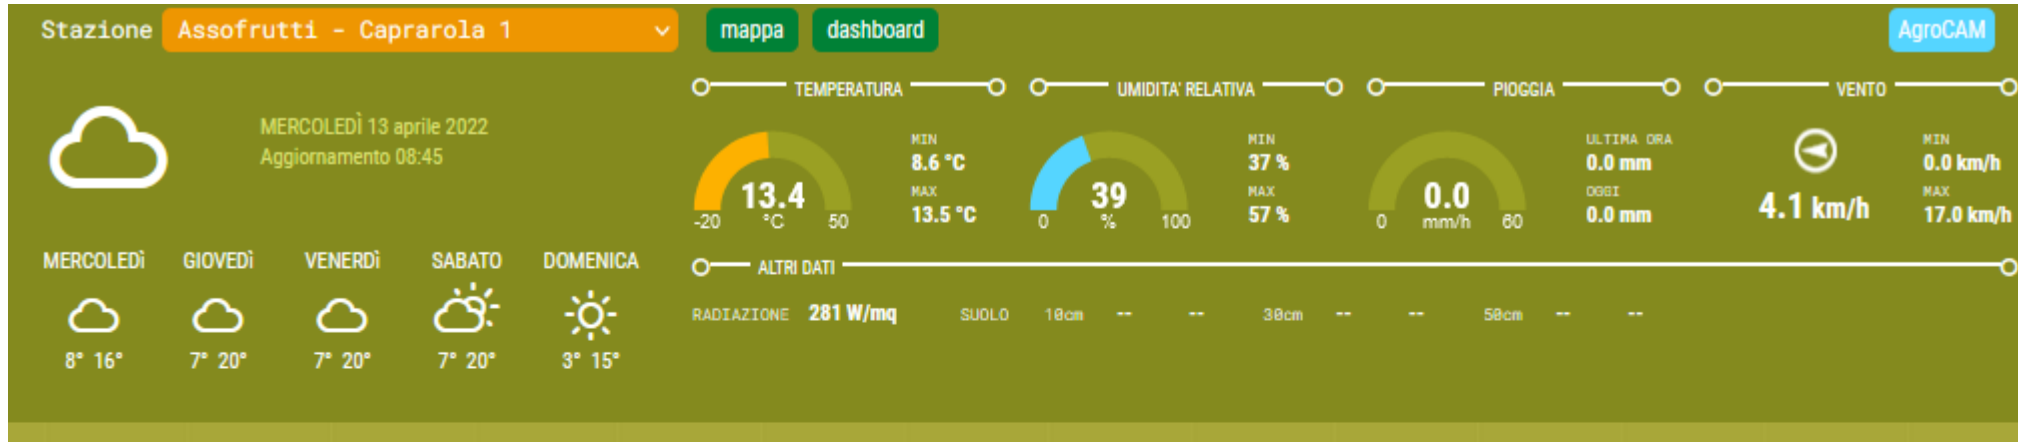 Stazione Assofrutti - Caprarola 1 mappa dashboard AgroCAM
MERCOLEDÌ 13 aprile 2022
Aggiornamento 08:45
TEMPERATURA
13.4
°C
-20 50
MIN
8.6 °C
MAX
13.5 °C
UMIDITA' RELATIVA
39
%
0 100
MIN
37 %
MAX
57 %
PIOGGIA
0.0
mm/h
0 60
ULTIMA ORA
0.0 mm
OGGI
0.0 mm
VENTO
4.1 km/h
MIN
0.0 km/h
MAX
17.0 km/h
MERCOLEDÌ GIOVEDÌ VENERDÌ SABATO DOMENICA
8° 16° 7° 20° 7° 20° 7° 20° 3° 15°
ALTRI DATI
RADIAZIONE 281 W/mq SUOLO 10cm -- -- 30cm -- -- 50cm -- --